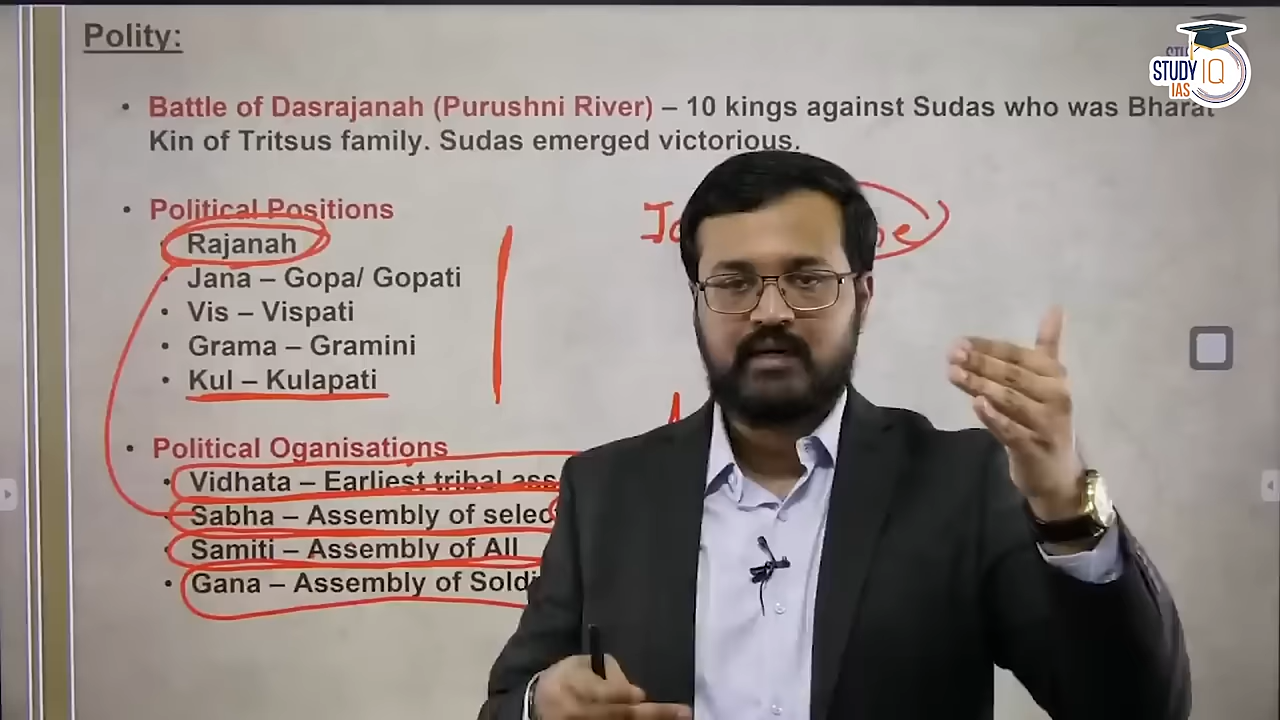 Polity:
STUDY IQ
IAS
• Battle of Dasrajanah (Purushni River) – 10 kings against Sudas who was Bharat
Kin of Tritsus family. Sudas emerged victorious.
• Political Positions
• Rajanah
• Jana – Gopa/ Gopati
• Vis – Vispati
• Grama – Gramini
• Kul – Kulapati
• Political Oganisations
• Vidhata – Earliest tribal
• Sabha – Assembly of
• Samiti – Assembly of All
• Gana – Assembly of